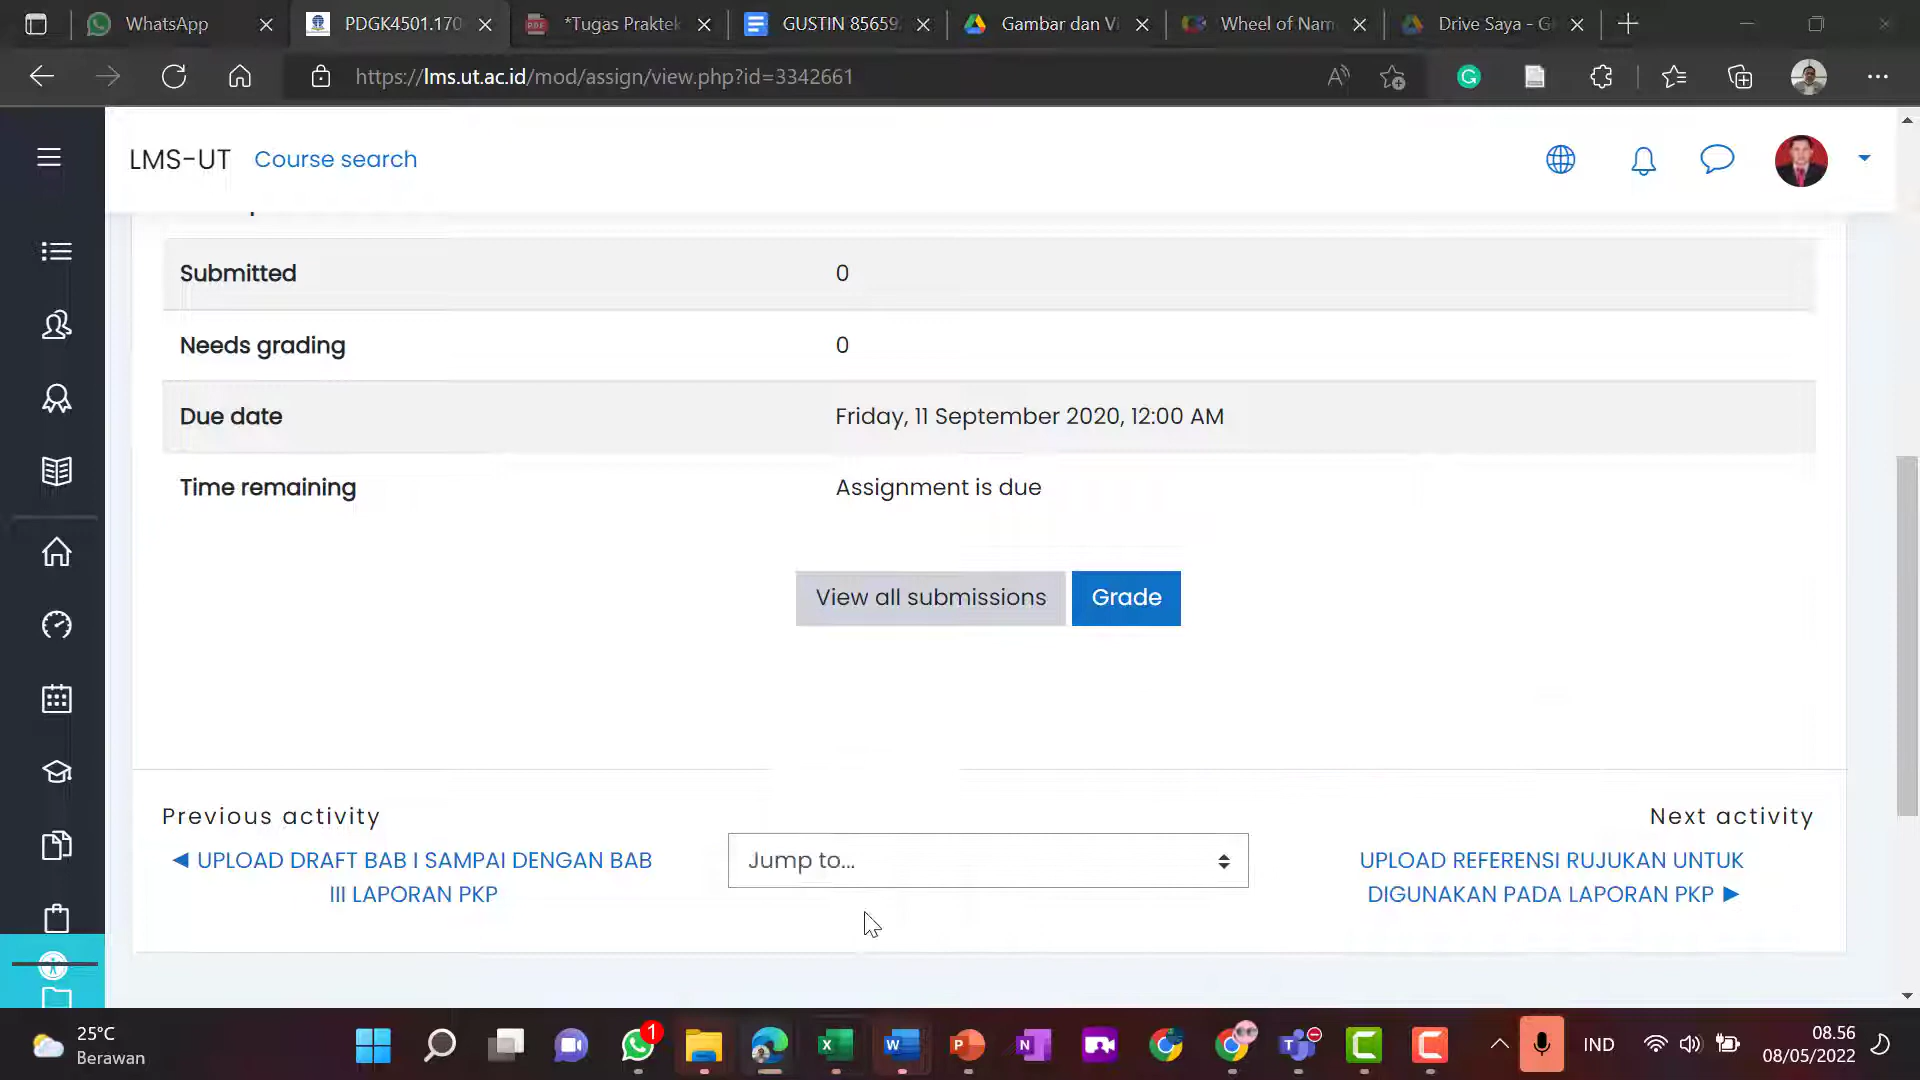 WhatsApp
PDGK4501.170
*Tugas Praktek
GUSTIN 85659
Gambar dan Vi
Wheel of Nam
Drive Saya - G
https://lms.ut.ac.id/mod/assign/view.php?id=3342661
LMS-UT Course search
Submitted 0
Needs grading 0
Due date Friday, 11 September 2020, 12:00 AM
Time remaining Assignment is due
View all submissions Grade
Previous activity
Next activity
◄ UPLOAD DRAFT BAB I SAMPAI DENGAN BAB
III LAPORAN PKP
Jump to...
UPLOAD REFERENSI RUJUKAN UNTUK
DIGUNAKAN PADA LAPORAN PKP ►
25°C
Berawan
1
IND
08.56
08/05/2022